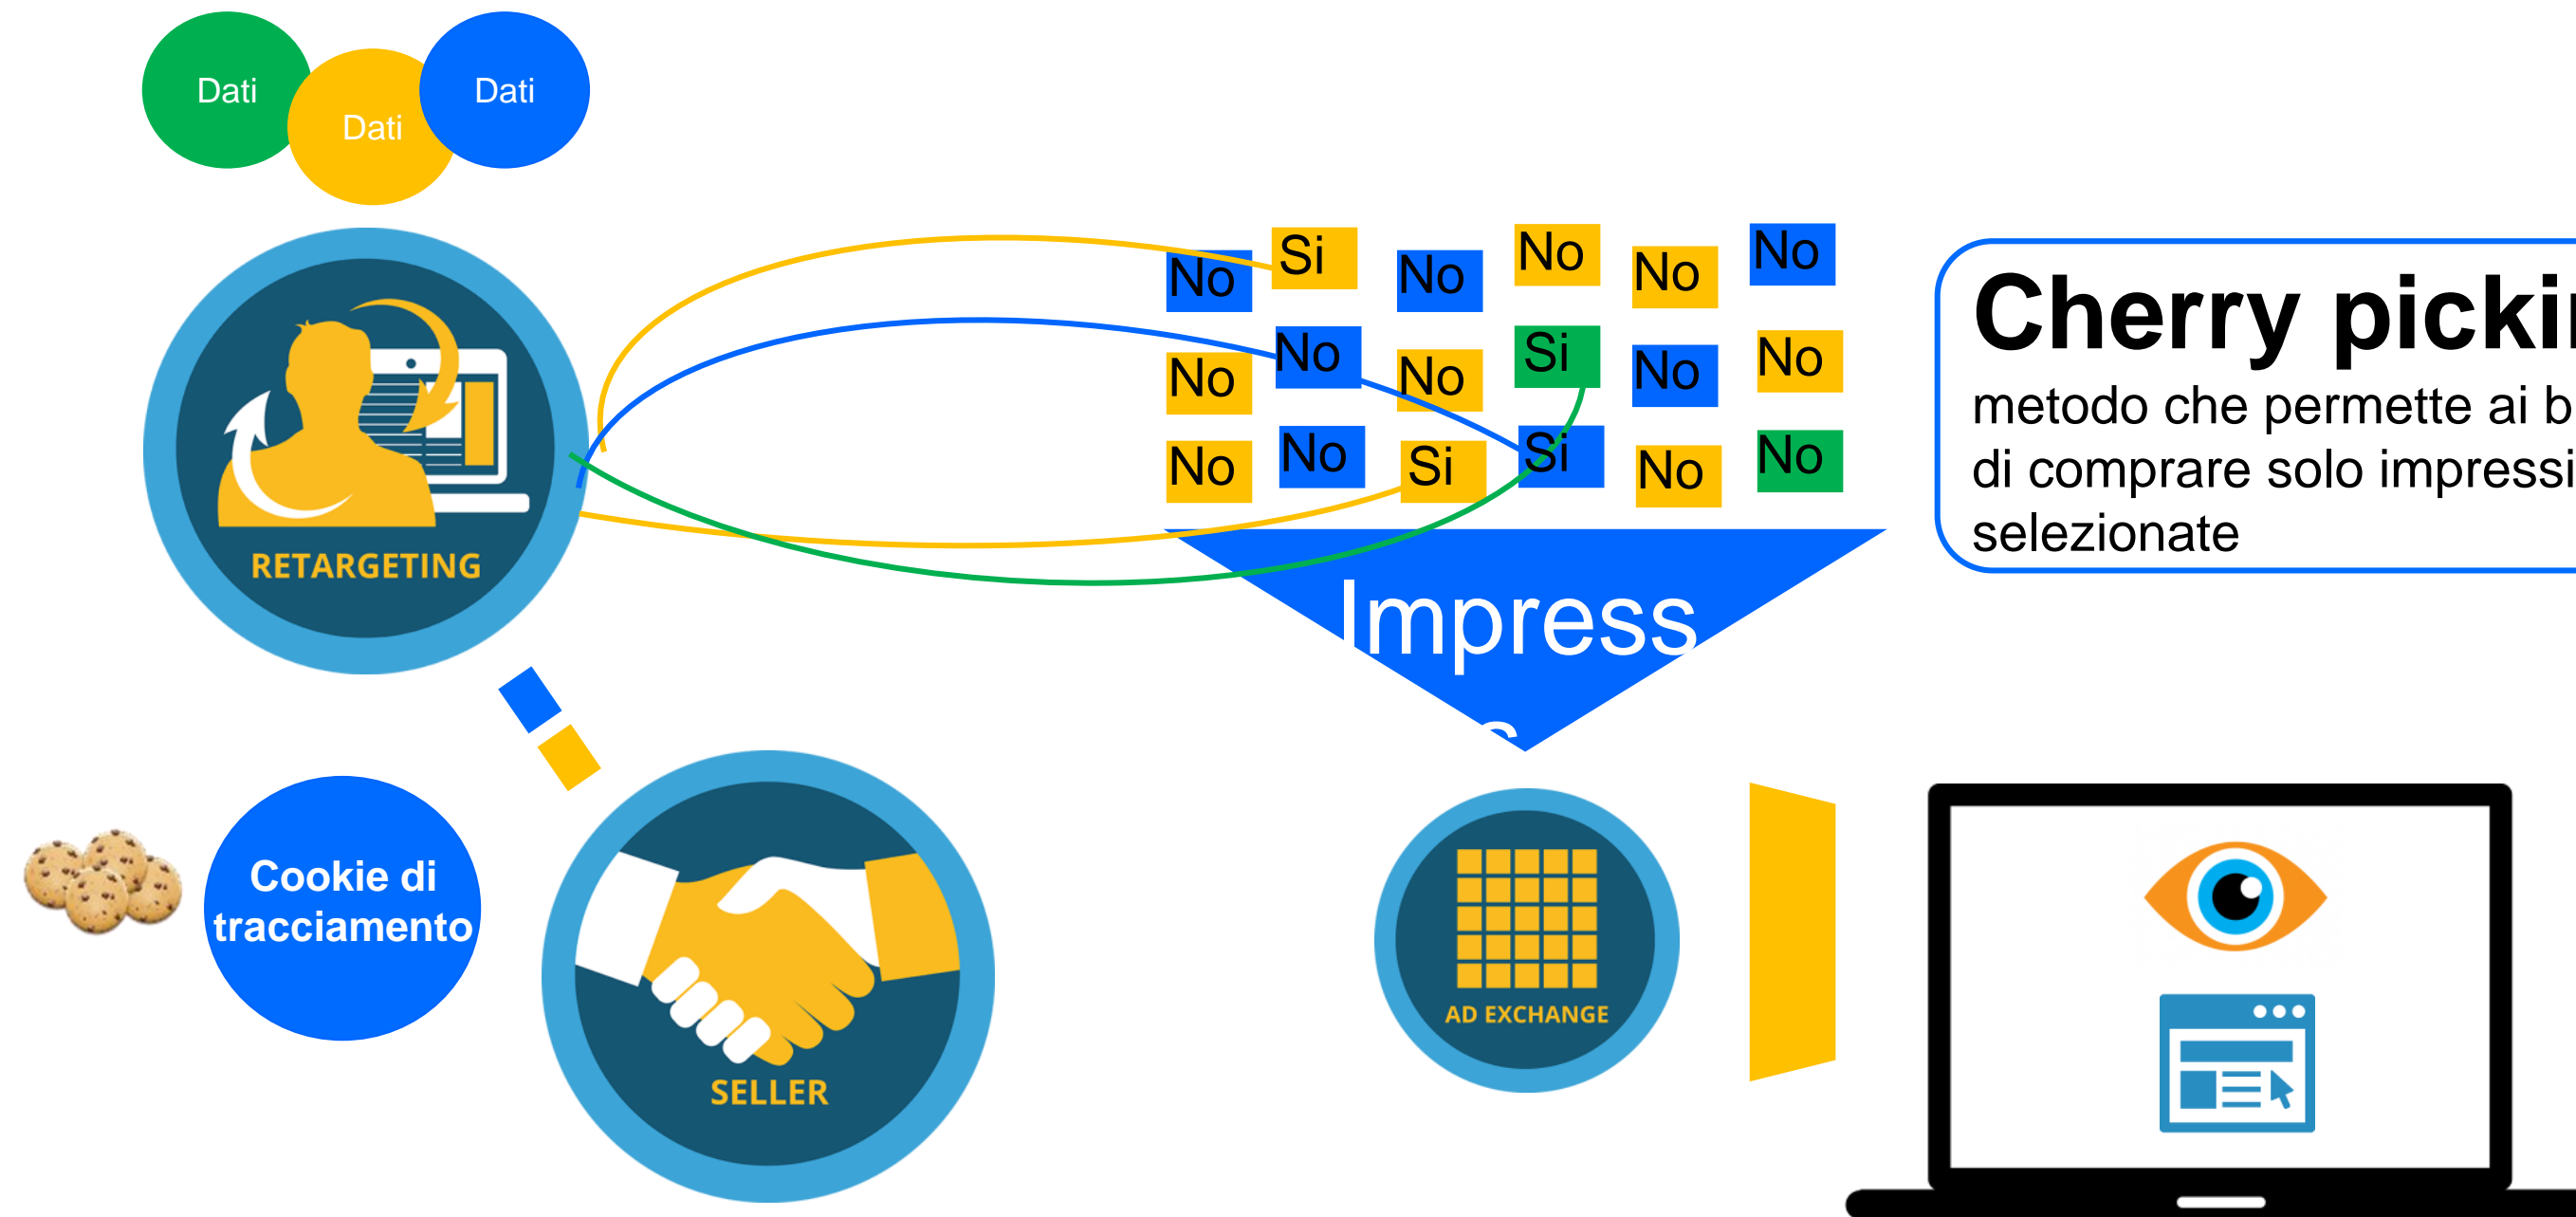 Dati
Dati
Dati
RETARGETING
No Si No No No No
No No No Si No No
No No Si Si No No
Impress
Cherry
metodo che permette ai
di comprare solo
selezionate
Cookie di
tracciamento
SELLER
AD EXCHANGE